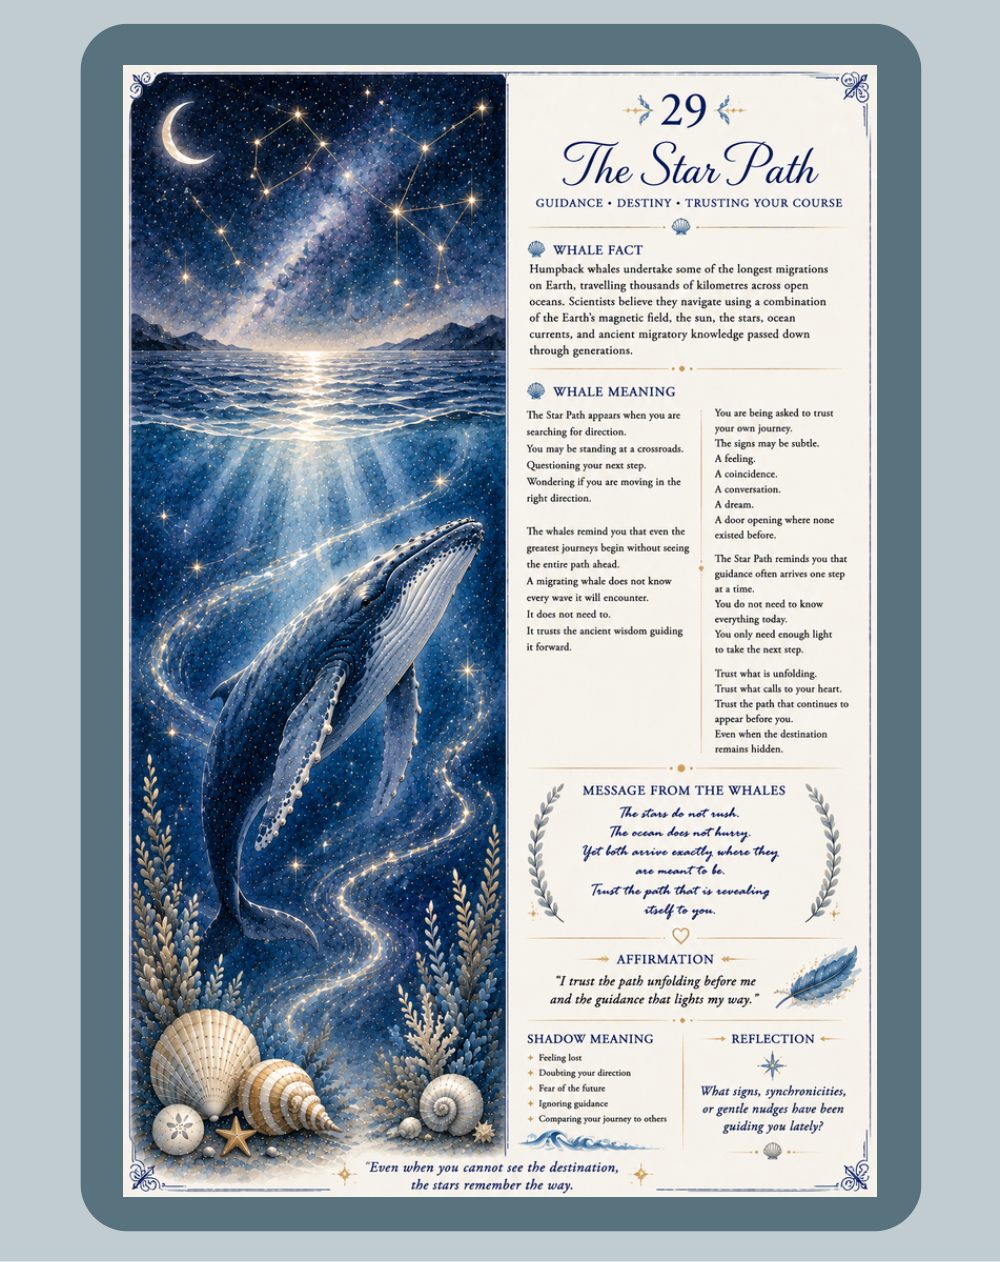 29
The Star Path
GUIDANCE • DESTINY • TRUSTING YOUR COURSE
WHALE FACT
Humpback whales undertake some of the longest migrations
on Earth, travelling thousands of kilometres across open
oceans. Scientists believe they navigate using a combination
of the Earth's magnetic field, the sun, the stars, ocean
currents, and ancient migratory knowledge passed down
through generations.
WHALE MEANING
The Star Path appears when you are
searching for direction.
You may be standing at a crossroads.
Questioning your next step.
Wondering if you are moving in the
right direction.
The whales remind you that even the
greatest journeys begin without seeing
the entire path ahead.
A migrating whale does not know
every wave it will encounter.
It does not need to.
It trusts the ancient wisdom guiding
it forward.
You are being asked to trust
your own journey.
The signs may be subtle.
A feeling.
A coincidence.
A conversation.
A dream.
A door opening where none
existed before.
The Star Path reminds you that
guidance often arrives one step
at a time.
You do not need to know
everything today.
You only need enough light
to take the next step.
Trust what is unfolding.
Trust what calls to your heart.
Trust the path that continues to
appear before you.
Even when the destination
remains hidden.
MESSAGE FROM THE WHALES
The stars do not rush.
The ocean does not hurry.
Yet both arrive exactly where they
are meant to be.
Trust the path that is revealing
itself to you.
AFFIRMATION
"I trust the path unfolding before me
and the guidance that lights my way."
SHADOW MEANING
Feeling lost
Doubting your direction
Fear of the future
Ignoring guidance
Comparing your journey to others
REFLECTION
What signs, synchronicities,
or gentle nudges have been
guiding you lately?
"Even when you cannot see the destination,
the stars remember the way.